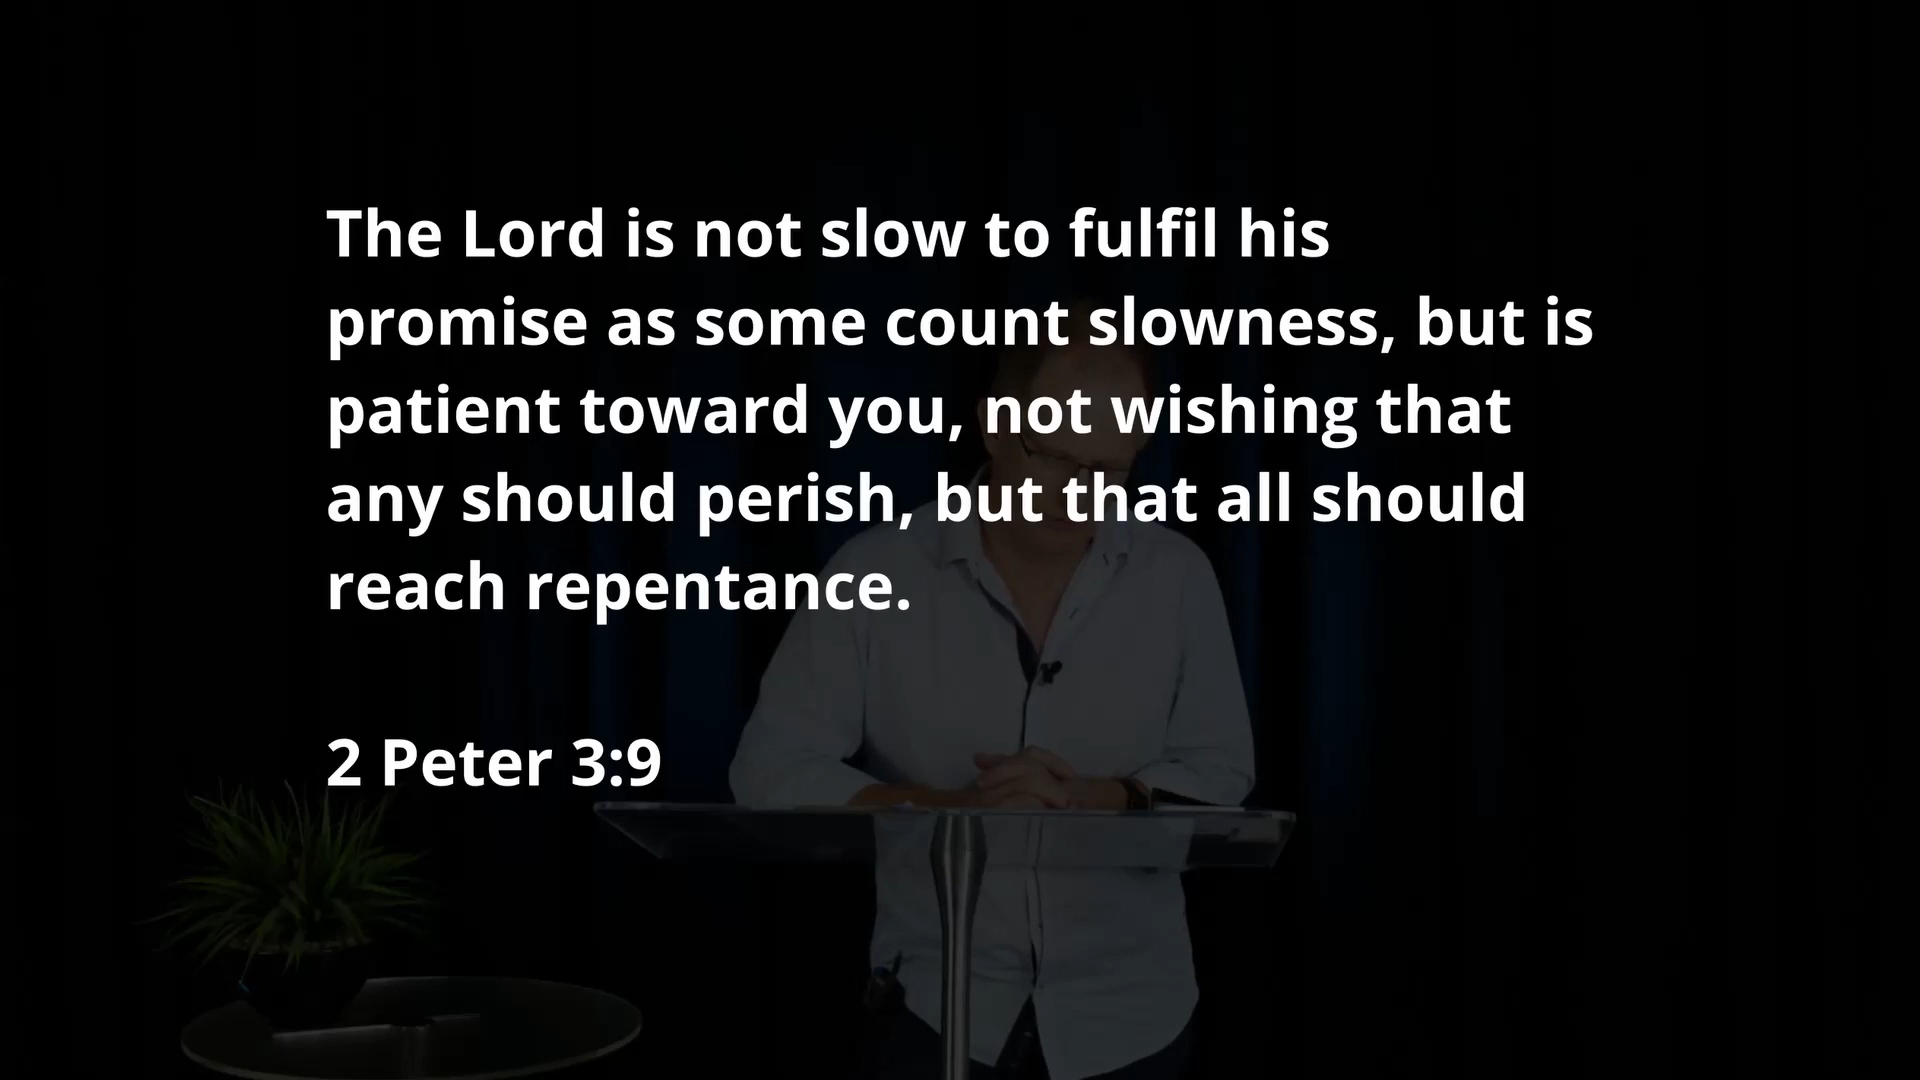 The Lord is not slow to fulfil his
promise as some count slowness, but is
patient toward you, not wishing that
any should perish, but that all should
reach repentance.
2 Peter 3:9